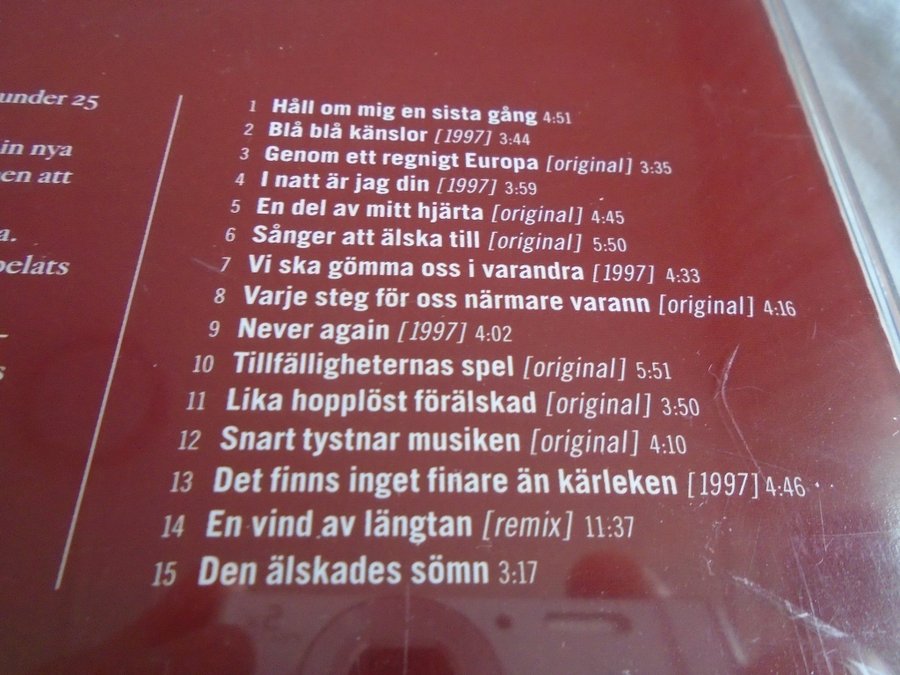 under 25
in nya
en att
a.
pelats
-
s
1 Håll om mig en sista gång 4:51
2 Blå blå känslor [1997] 3:44
3 Genom ett regnigt Europa [original] 3:35
4 I natt är jag din [1997] 3:59
5 En del av mitt hjärta [original] 4:45
6 Sånger att älska till [original] 5:50
7 Vi ska gömma oss i varandra [1997] 4:33
8 Varje steg för oss närmare varann [original] 4:16
9 Never again [1997] 4:02
10 Tillfälligheternas spel [original] 5:51
11 Lika hopplöst förälskad [original] 3:50
12 Snart tystnar musiken [original] 4:10
13 Det finns inget finare än kärleken [1997] 4:46
14 En vind av längtan [remix] 11:37
15 Den älskades sömn 3:17